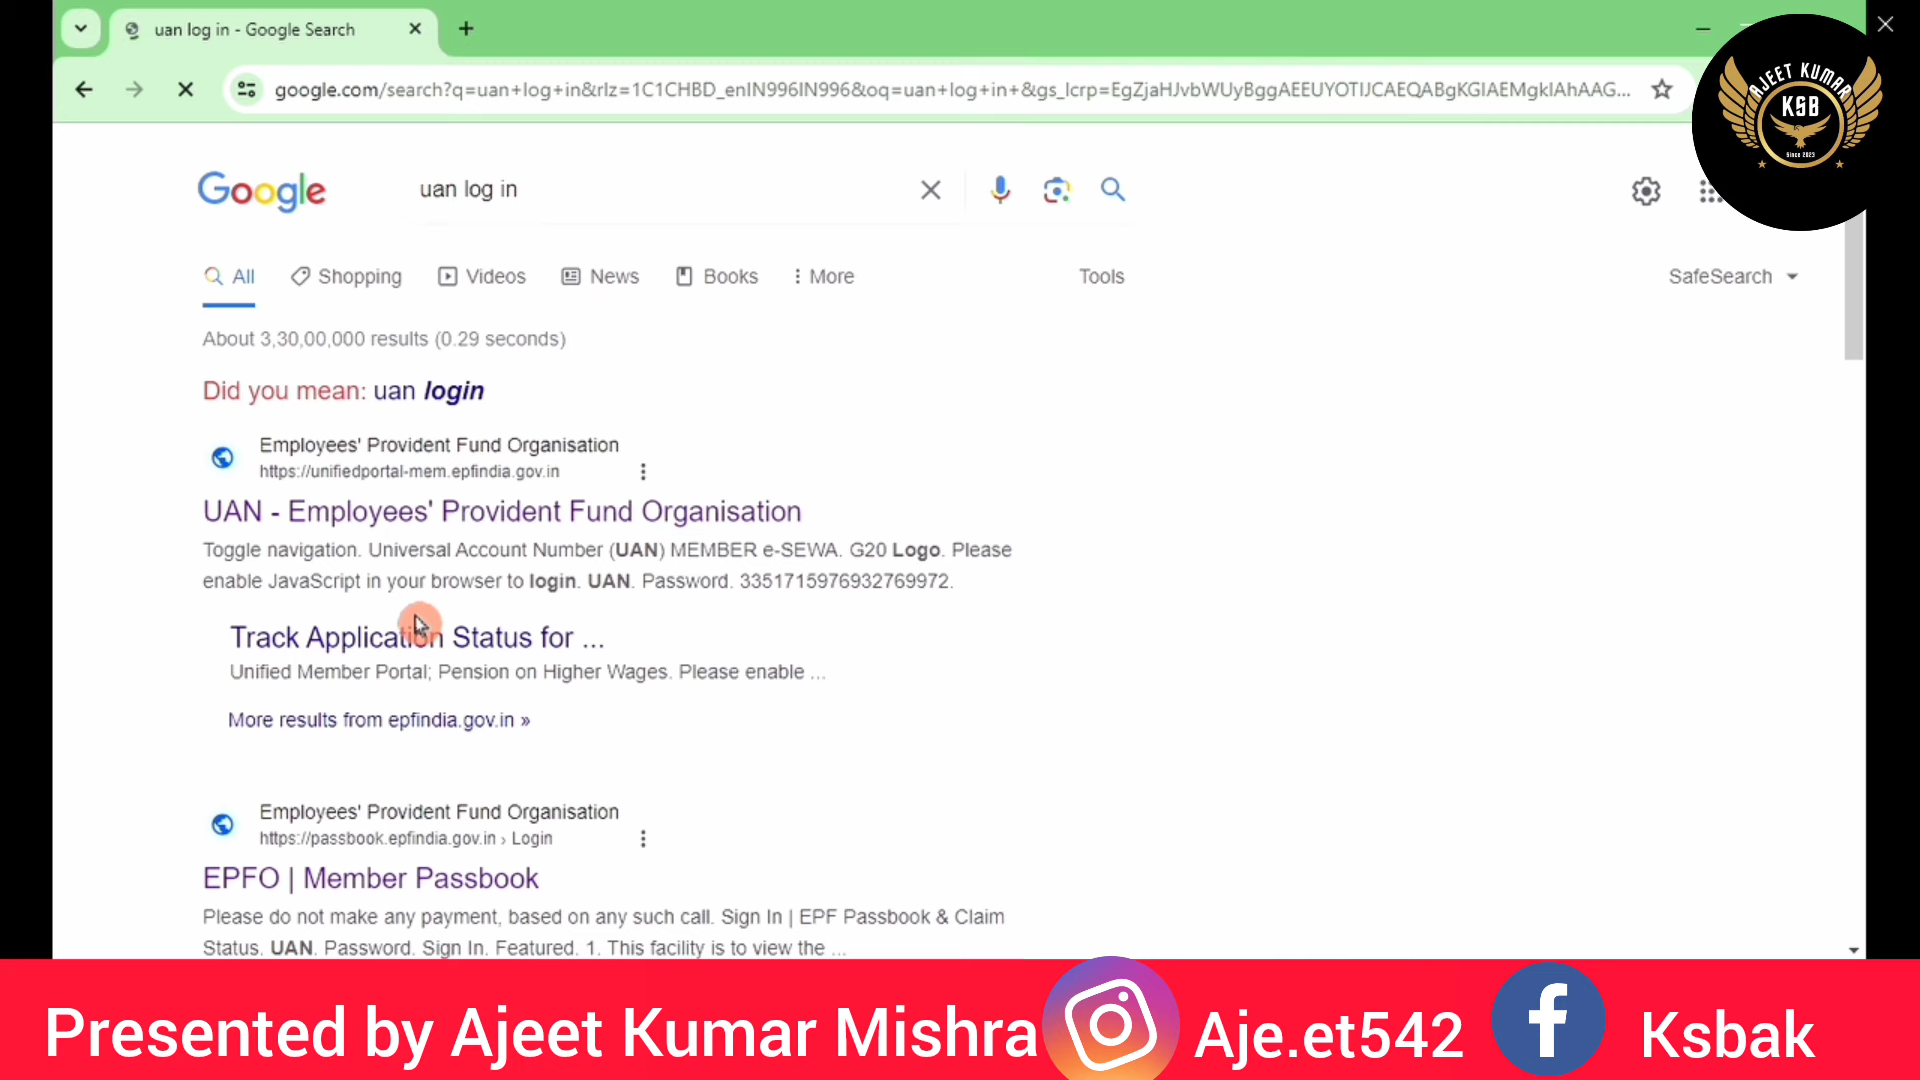 uan log in - Google Search
google.com/search?q=uan+log+in&rlz=1C1CHBD_enIN996IN996&oq=uan+log+in+&gs_lcrp=EgZjaHJvbWUyBggAEEUYOTIJCAEQABgKGIAEMgkIAhAAG...
AJEET KUMAR
KSB
Since 2023
Google
uan log in
All
Shopping
Videos
News
Books
More
Tools
SafeSearch
About 3,30,00,000 results (0.29 seconds)
Did you mean: uan login
Employees' Provident Fund Organisation
https://unifiedportal-mem.epfindia.gov.in
UAN - Employees' Provident Fund Organisation
Toggle navigation. Universal Account Number (UAN) MEMBER e-SEWA. G20 Logo. Please
enable JavaScript in your browser to login. UAN. Password. 3351715976932769972.
Track Application Status for ...
Unified Member Portal; Pension on Higher Wages. Please enable ...
More results from epfindia.gov.in »
Employees' Provident Fund Organisation
https://passbook.epfindia.gov.in › Login
EPFO | Member Passbook
Please do not make any payment, based on any such call. Sign In | EPF Passbook & Claim
Status. UAN. Password. Sign In. Featured. 1. This facility is to view the ...
Presented by Ajeet Kumar Mishra
Aje.et542
Ksbak